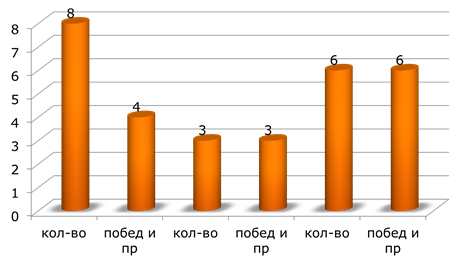 8
8
7
6
5
4
3
2
1
0
4
3
3
6
6
кол-во
побед и
пр
кол-во
побед и
пр
кол-во
побед и
пр